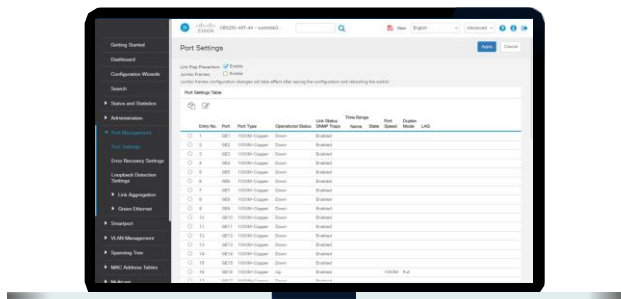 CISCO
English
Advanced
Port Settings
Apply
Cancel
Link Flap Prevention: Enable
Jumbo Frames: Enable
Jumbo frames configuration changes will take effect after saving the configuration and rebooting the switch.
Port Settings Table
Entry No. Port Port Type Operational Status Link Status SNMP Traps Time Range Name State Port Speed Duplex Mode LAG
1 GE1 1000M-Copper Down Enabled
2 GE2 1000M-Copper Down Enabled
3 GE3 1000M-Copper Down Enabled
4 GE4 1000M-Copper Down Enabled
5 GE5 1000M-Copper Down Enabled
6 GE6 1000M-Copper Down Enabled
7 GE7 1000M-Copper Down Enabled
8 GE8 1000M-Copper Down Enabled
9 GE9 1000M-Copper Down Enabled
10 GE10 1000M-Copper Down Enabled
11 GE11 1000M-Copper Down Enabled
12 GE12 1000M-Copper Down Enabled
13 GE13 1000M-Copper Down Enabled
14 GE14 1000M-Copper Down Enabled
15 GE15 1000M-Copper Down Enabled
16 GE16 1000M-Copper Up Enabled 1000M Full
17 GE17 1000M-Copper Down Enabled
Getting Started
Dashboard
Configuration Wizards
Search
Status and Statistics
Administration
Port Management
Port Settings
Error Recovery Settings
Loopback Detection
Settings
Link Aggregation
Green Ethernet
Smartport
VLAN Management
Spanning Tree
MAC Address Tables
Multicast